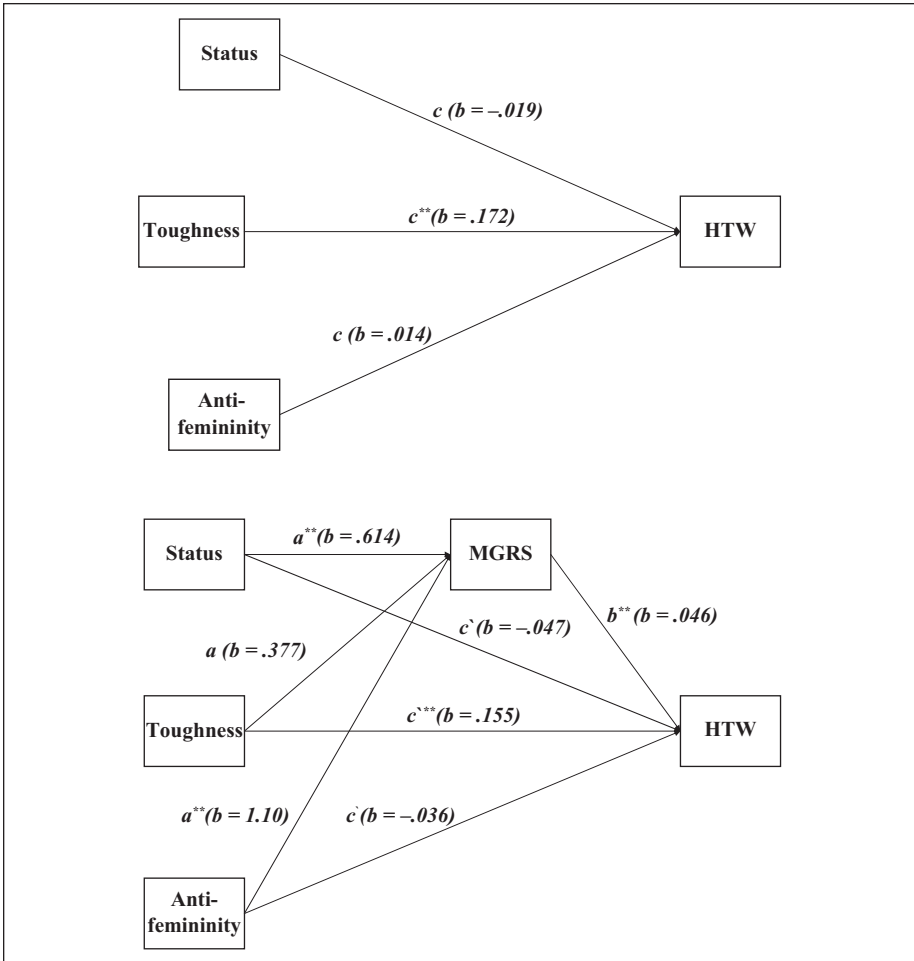 Status
c (b = –.019)
Toughness
c**(b = .172)
HTW
c (b = .014)
Anti-
femininity
Status
a**(b = .614)
MGRS
c`(b = –.047)
b**(b = .046)
a (b = .377)
Toughness
c`**(b = .155)
HTW
a**(b = 1.10)
c`(b = –.036)
Anti-
femininity